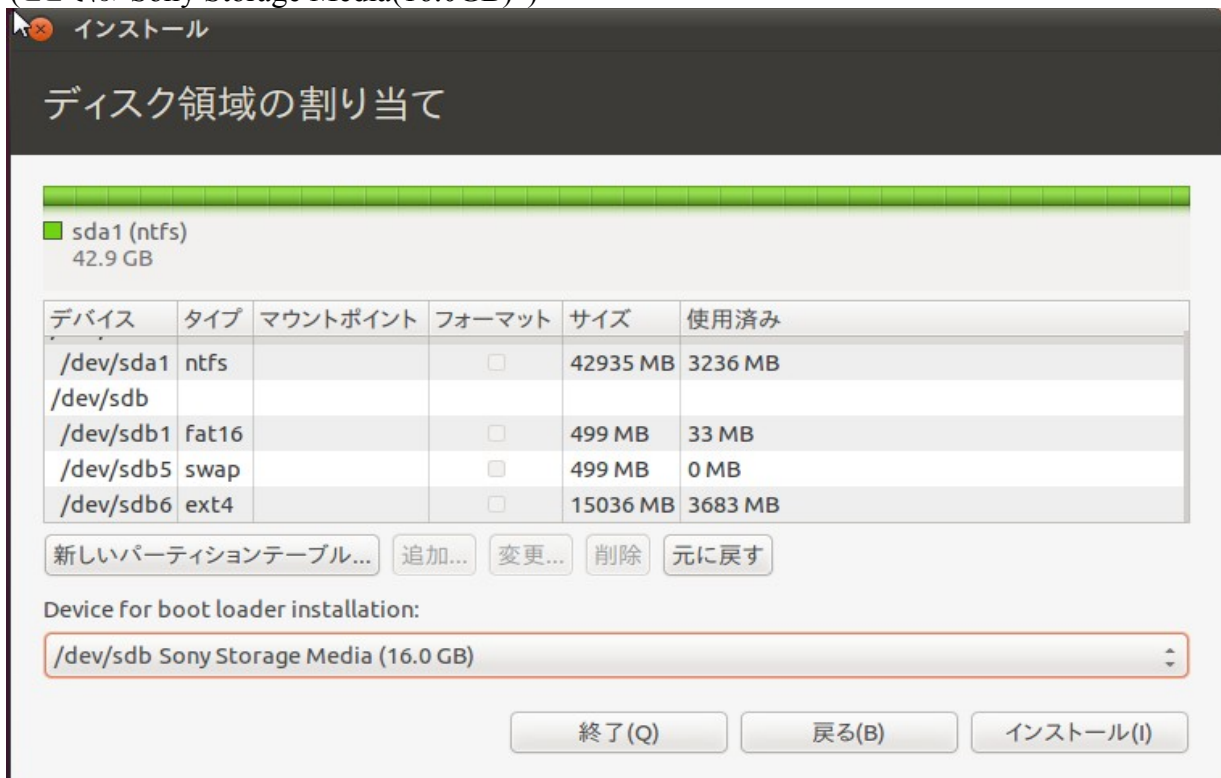 Sony Storage Media(16.0GB)
インストール
ディスク領域の割り当て
sda1 (ntfs)
42.9 GB
デバイス タイプ マウントポイント フォーマット サイズ 使用済み
/dev/sda1 ntfs 42935 MB 3236 MB
/dev/sdb
/dev/sdb1 fat16 499 MB 33 MB
/dev/sdb5 swap 499 MB 0 MB
/dev/sdb6 ext4 15036 MB 3683 MB
新しいパーティションテーブル... 追加... 変更... 削除 元に戻す
Device for boot loader installation:
/dev/sdb Sony Storage Media (16.0 GB)
終了(Q) 戻る(B) インストール(I)